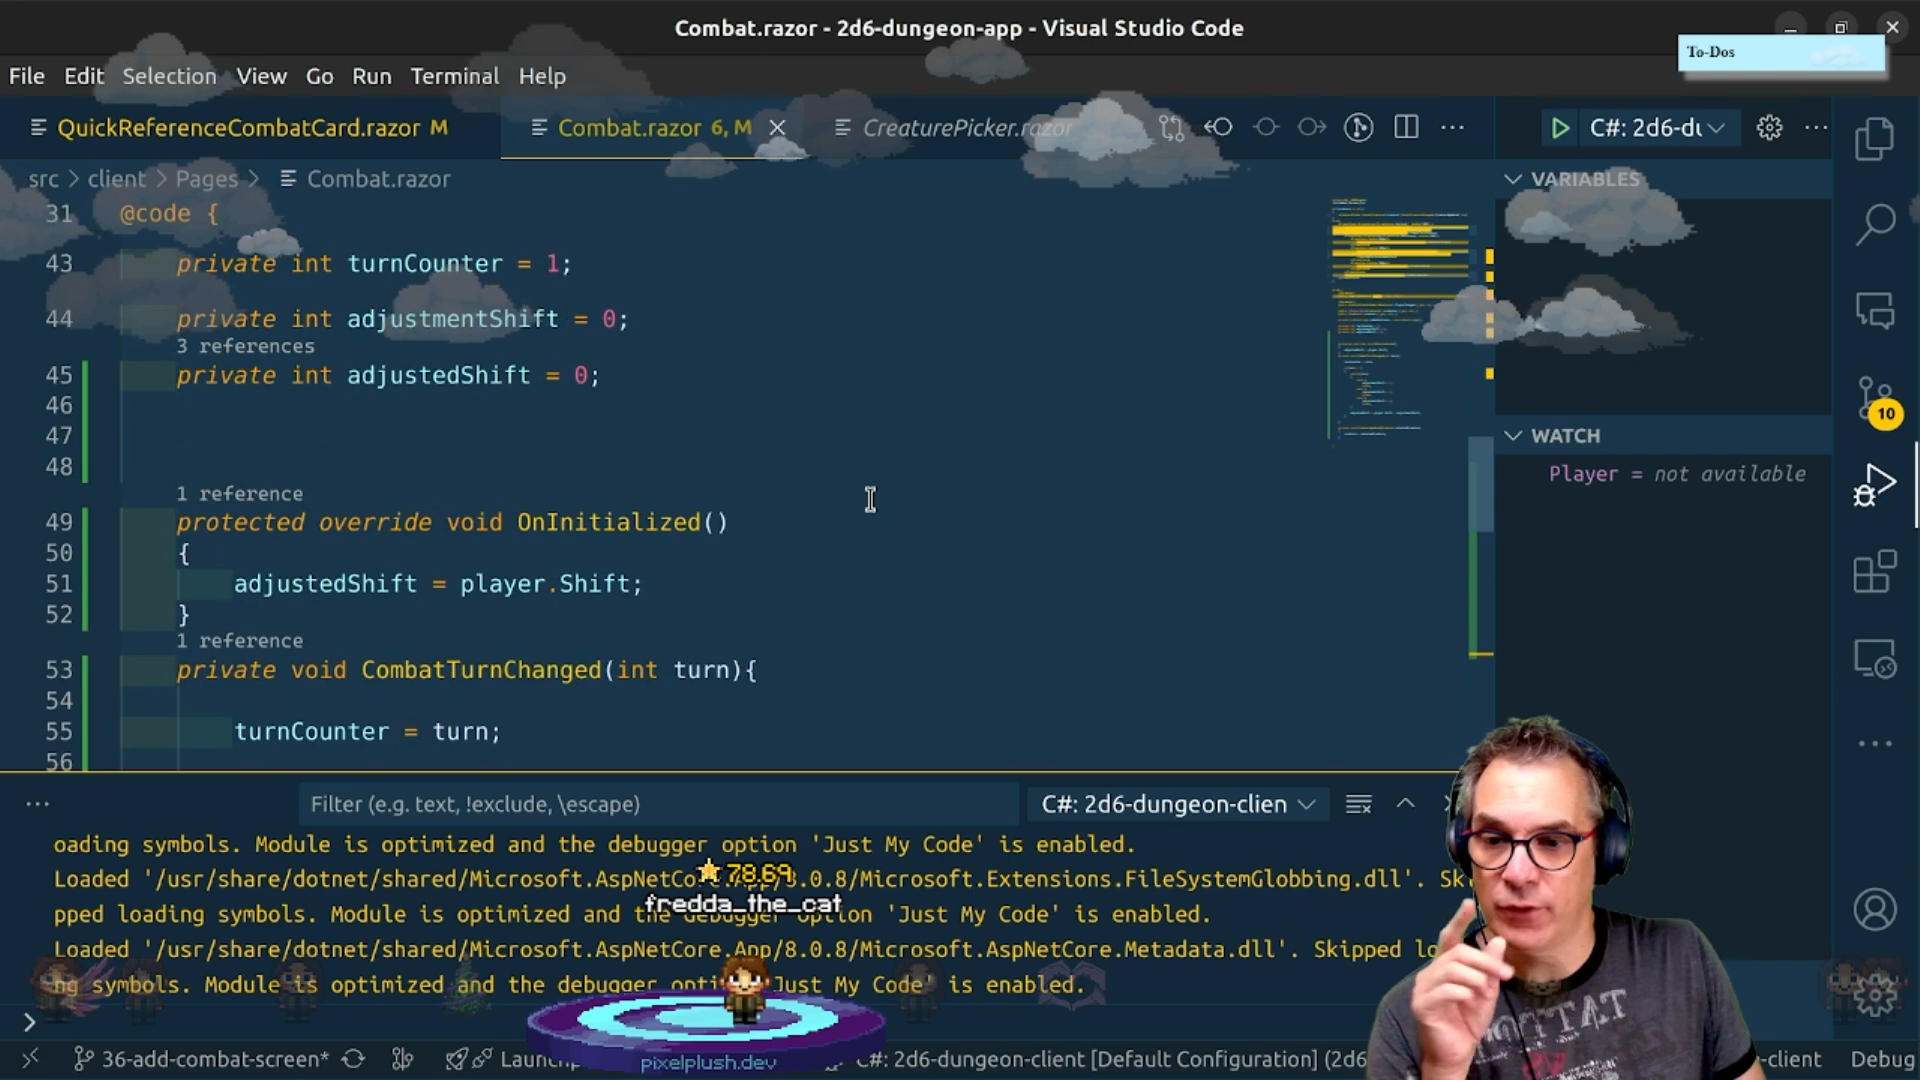 Combat.razor - 2d6-dungeon-app - Visual Studio Code
To-Dos
File Edit Selection View Go Run Terminal Help
QuickReferenceCombatCard.razor M
Combat.razor 6, M
CreaturePicker.razor
C#: 2d6-du
src > client > Pages > Combat.razor
VARIABLES
31 @code {
43 private int turnCounter = 1;
44 private int adjustmentShift = 0;
3 references
45 private int adjustedShift = 0;
46
47
48
1 reference
49 protected override void OnInitialized()
50 {
51 adjustedShift = player.Shift;
52 }
1 reference
53 private void CombatTurnChanged(int turn){
54
55 turnCounter = turn;
56
10
WATCH
Player = not available
Filter (e.g. text, !exclude, \escape)
C#: 2d6-dungeon-clien
oading symbols. Module is optimized and the debugger option 'Just My Code' is enabled.
Loaded '/usr/share/dotnet/shared/Microsoft.AspNetCo App/8.0.8/Microsoft.Extensions.FileSystemGlobbing.dll'. Sk
pped loading symbols. Module is optimized and the debugger option 'Just My Code' is enabled.
Loaded '/usr/share/dotnet/shared/Microsoft.AspNetCore.App/8.0.8/Microsoft.AspNetCore.Metadata.dll'. Skipped lo
ng symbols. Module is optimized and the debugger opti Just My Code' is enabled.
78.69
fredda_the_cat
pixelplush.dev
36-add-combat-screen*
C#: 2d6-dungeon-client [Default Configuration] (2d6
-client
Debug